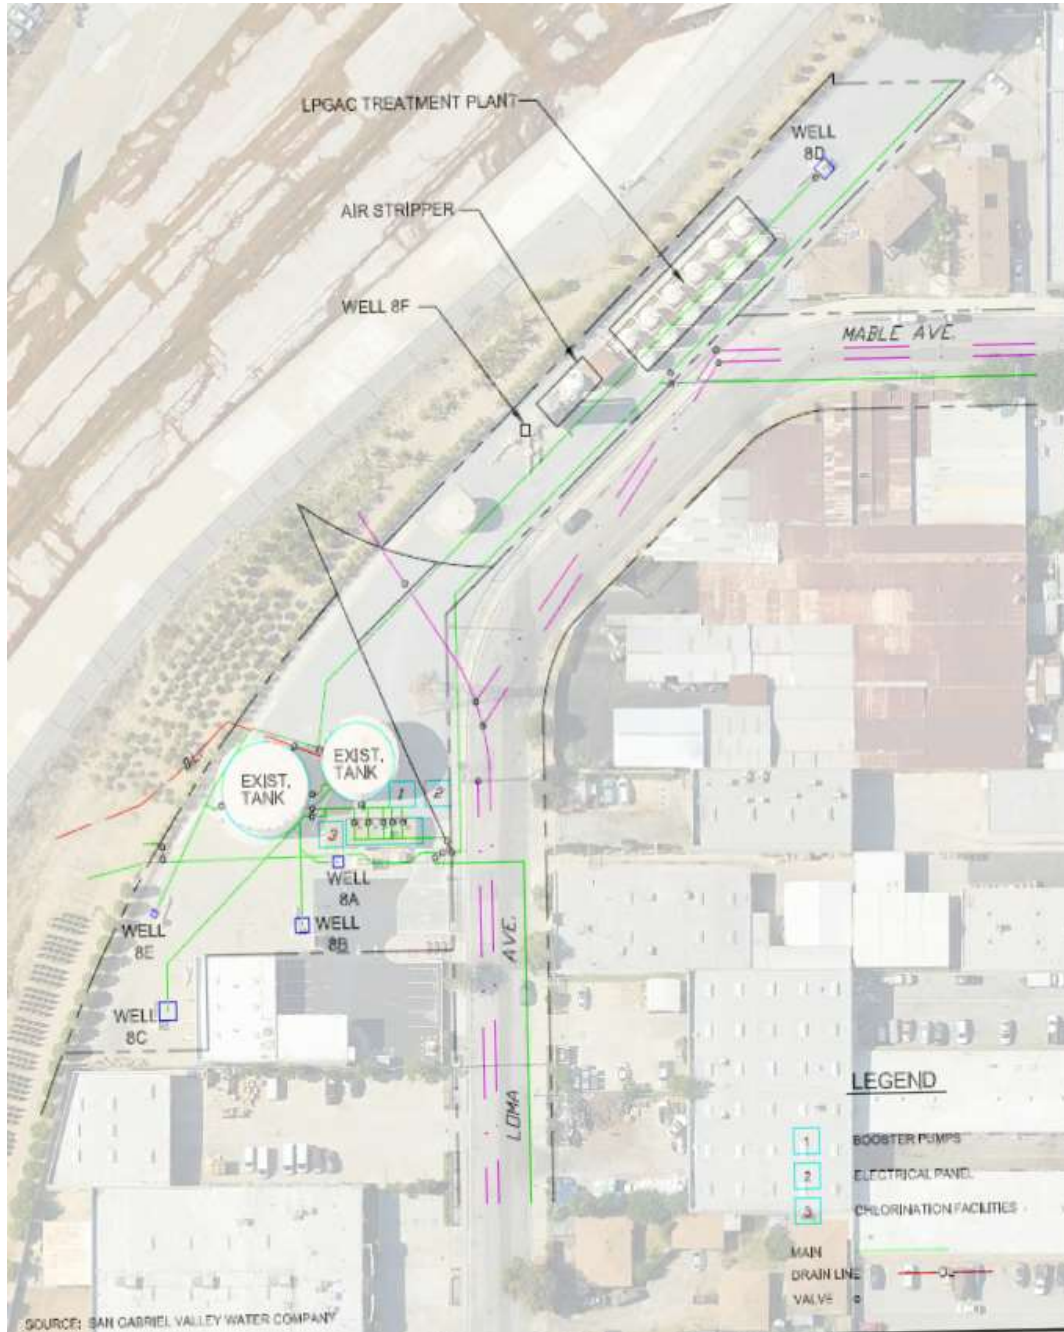 LPGAC TREATMENT PLANT
WELL
8D
AIR STRIPPER
WELL 8F
MABLE AVE.
EXIST.
TANK
EXIST.
TANK
1
2
3
WELL
8A
WELL
8B
WELL
8E
WELL
8C
LOMA AVE.
LEGEND
1 BOOSTER PUMPS
2 ELECTRICAL PANEL
3 CHLORINATION FACILITIES
MAIN
DRAIN LINE
VALVE
SOURCE: SAN GABRIEL VALLEY WATER COMPANY